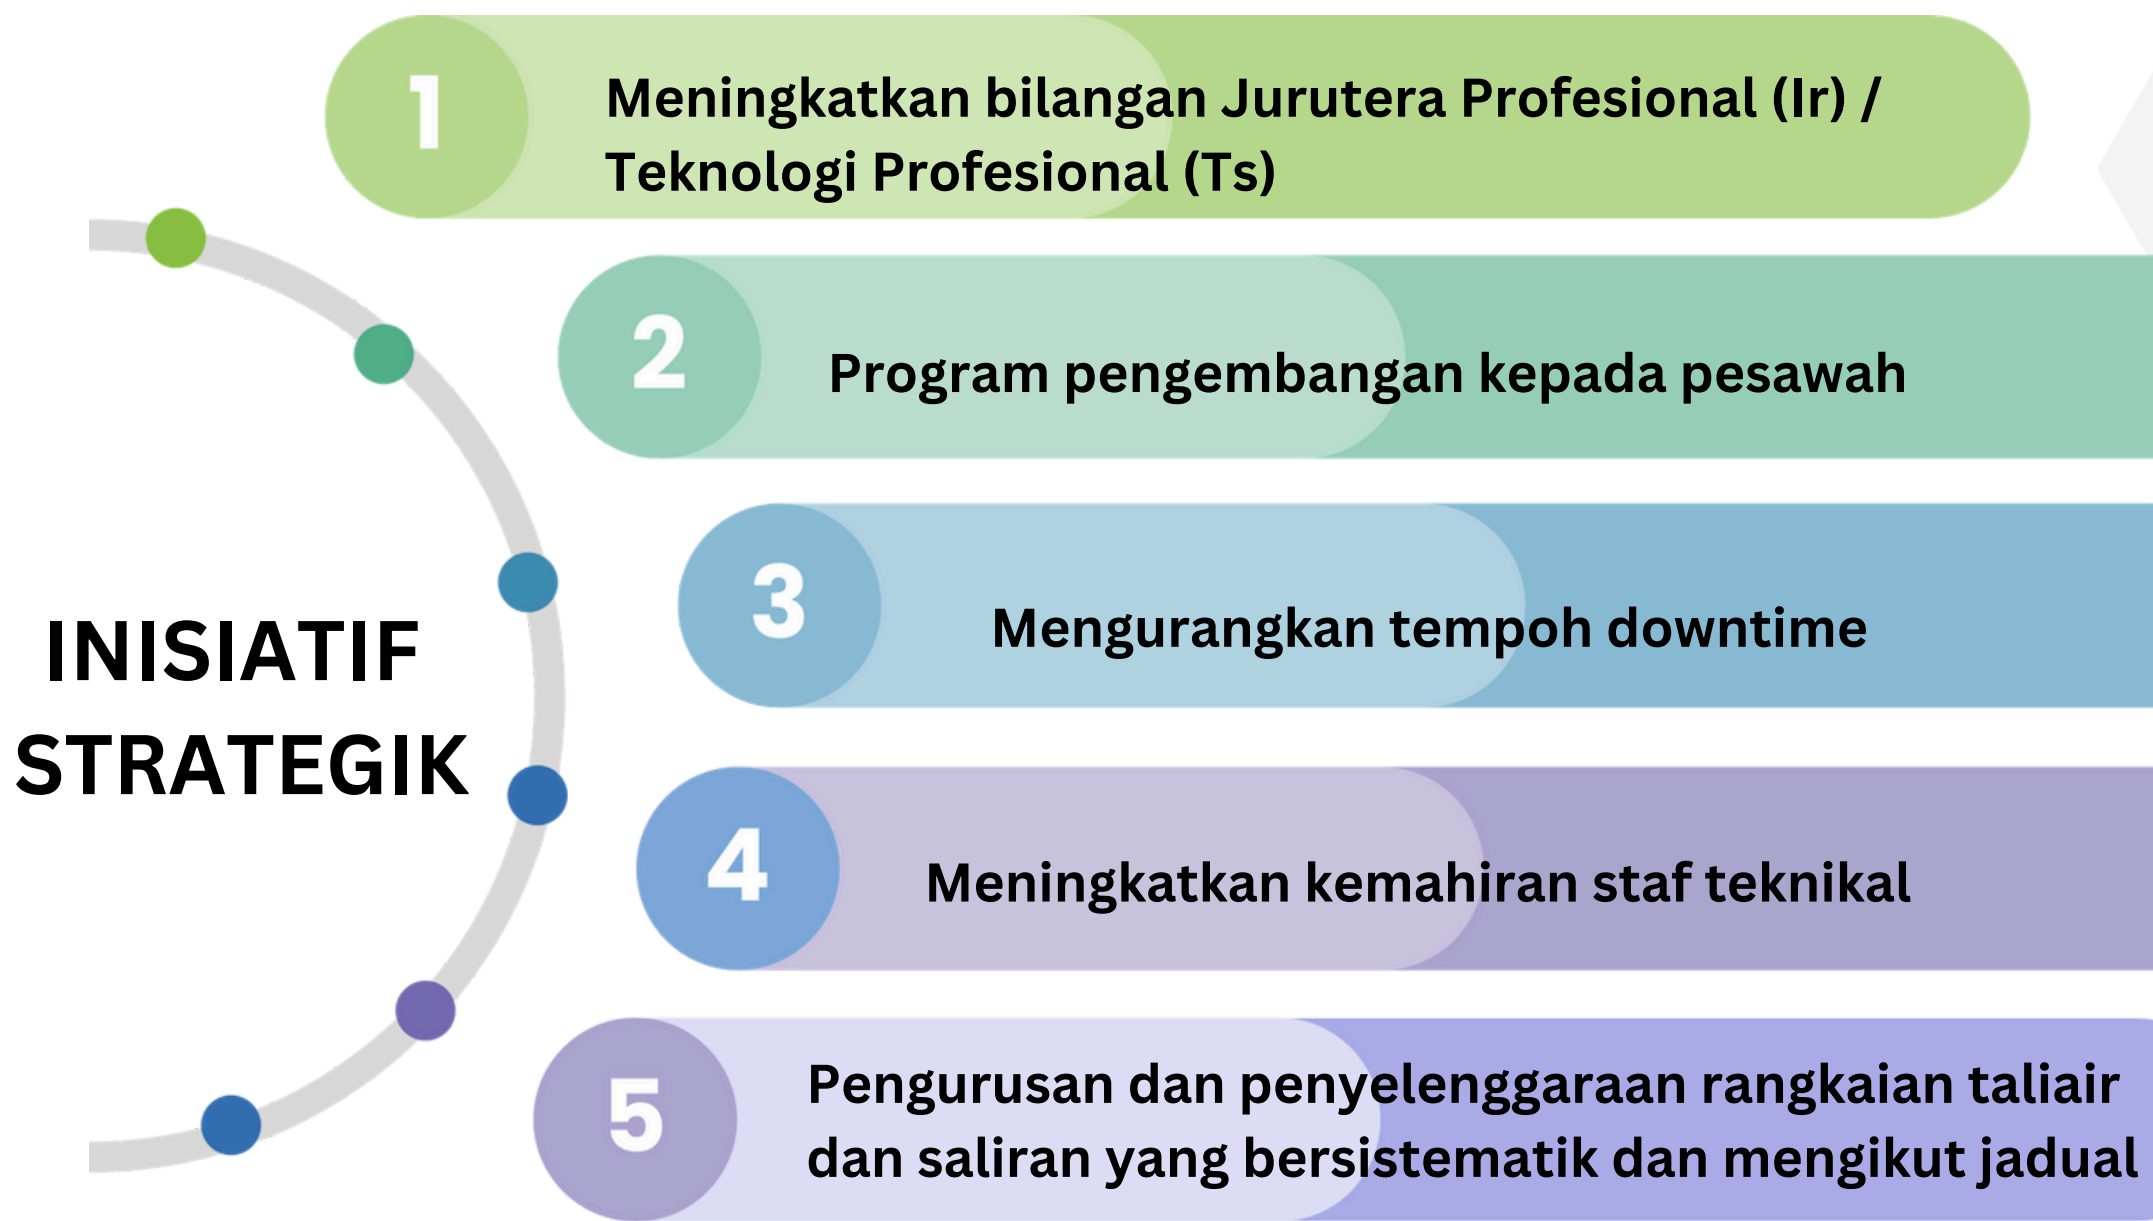 INISIATIF
STRATEGIK
1
Meningkatkan bilangan Jurutera Profesional (Ir) /
Teknologi Profesional (Ts)
2
Program pengembangan kepada pesawah
3
Mengurangkan tempoh downtime
4
Meningkatkan kemahiran staf teknikal
5
Pengurusan dan penyelenggaraan rangkaian taliair
dan saliran yang bersistematik dan mengikut jadual